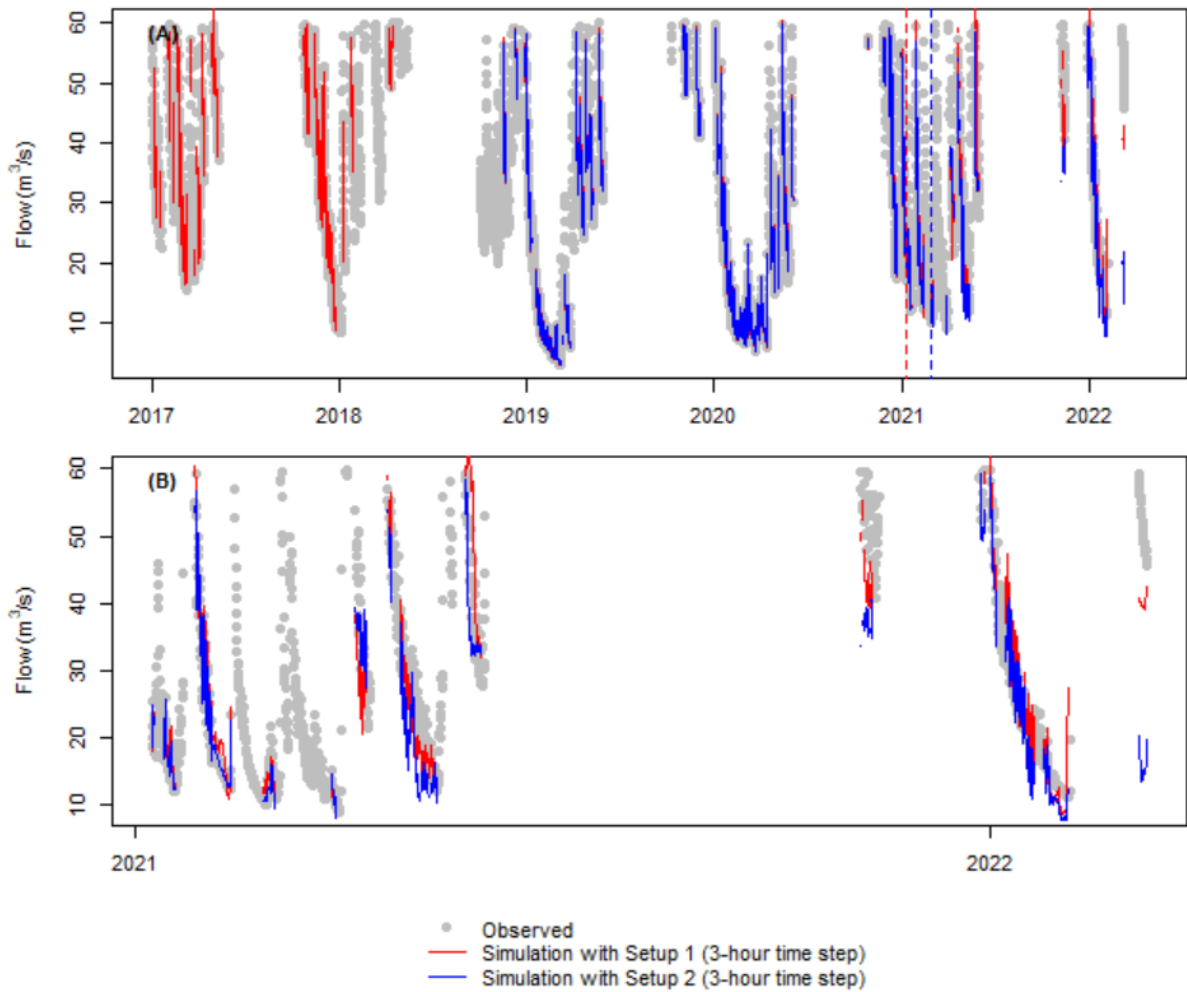 (A)
60
50
40
30
20
10
Flow (m³/s)
2017 2018 2019 2020 2021 2022
(B)
60
50
40
30
20
10
Flow (m³/s)
2021 2022
Observed
Simulation with Setup 1 (3-hour time step)
Simulation with Setup 2 (3-hour time step)